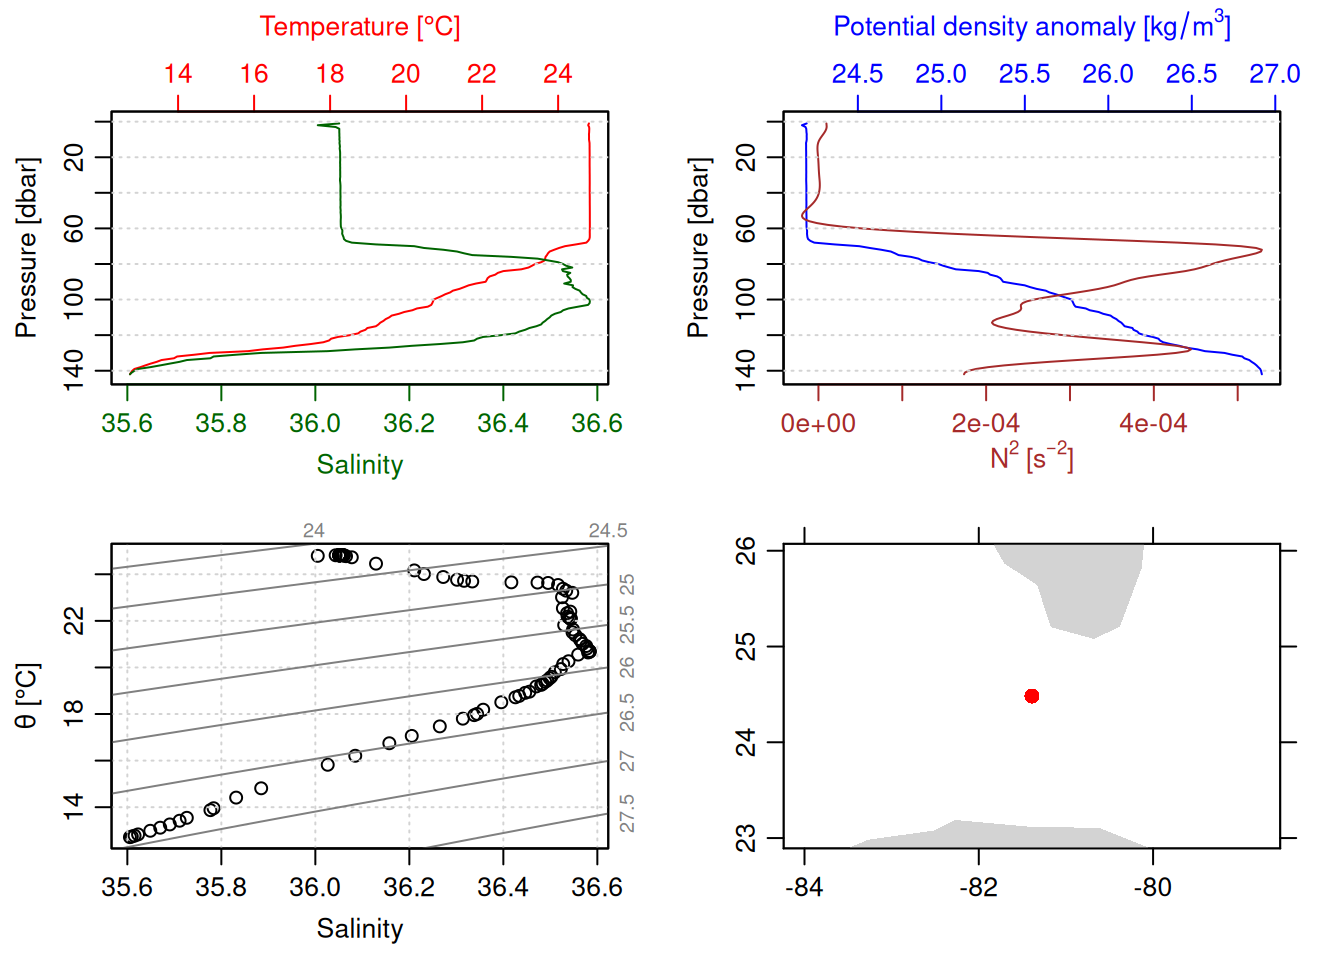 Temperature [°C]
14 16 18 20 22 24
Pressure [dbar]
20
60
100
140
35.6 35.8 36.0 36.2 36.4 36.6
Salinity
Potential density anomaly [kg/m³]
24.5 25.0 25.5 26.0 26.5 27.0
Pressure [dbar]
20
60
100
140
0e+00 2e-04 4e-04
N² [s⁻²]
24 24.5
25
25.5
26
26.5
27
27.5
θ [°C]
22
18
14
35.6 35.8 36.0 36.2 36.4 36.6
Salinity
26
25
24
23
-84 -82 -80